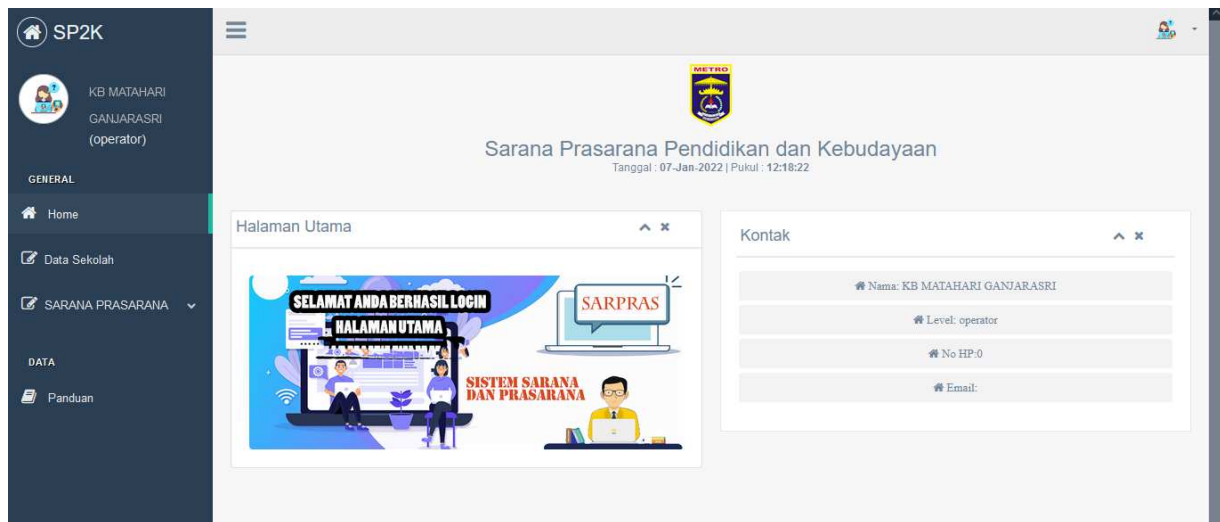 SP2K
KB MATAHARI
GANJARASRI
(operator)
GENERAL
Home
Data Sekolah
SARANA PRASARANA
DATA
Panduan
METRO
Sarana Prasarana Pendidikan dan Kebudayaan
Tanggal : 07-Jan-2022 | Pukul : 12:18:22
Halaman Utama
SELAMAT ANDA BERHASIL LOGIN
HALAMAN UTAMA
SARPRAS
SISTEM SARANA
DAN PRASARANA
Kontak
Nama: KB MATAHARI GANJARASRI
Level: operator
No HP:0
Email: